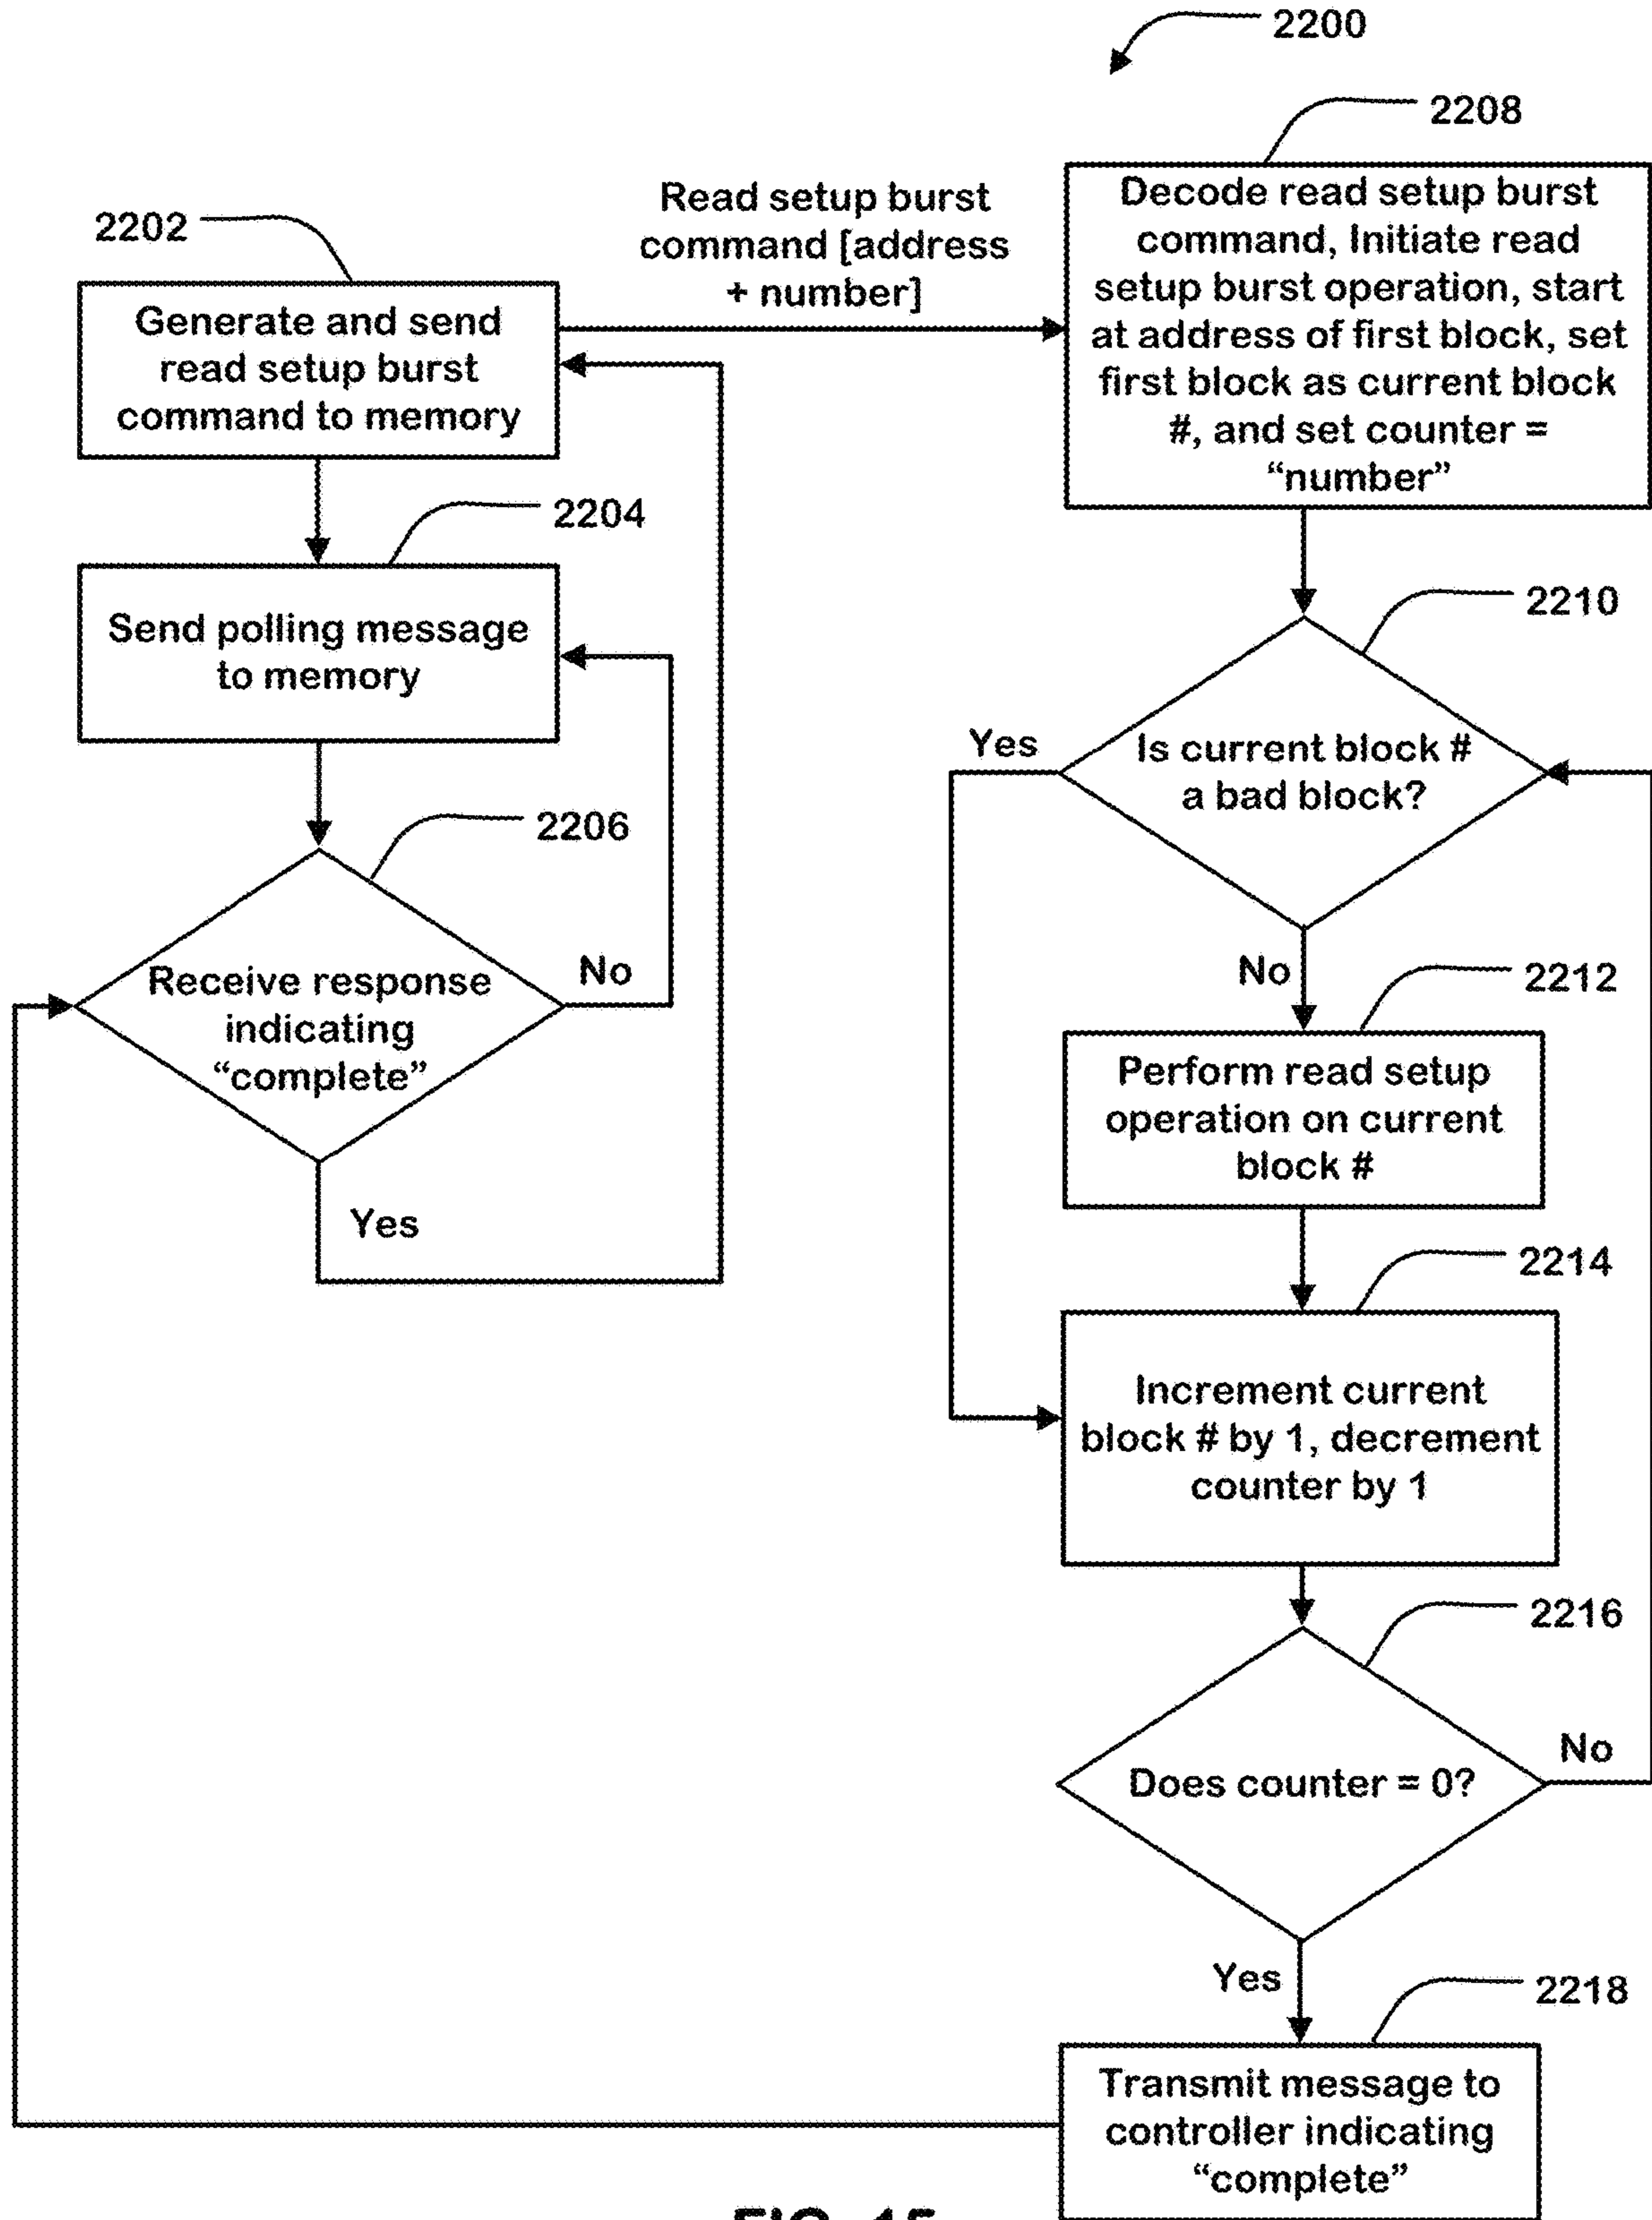 2200
2208
2202
Read setup burst
command [address
+ number]
Decode read setup burst
command, Initiate read
setup burst operation, start
at address of first block, set
first block as current block
#, and set counter =
“number”
Generate and send
read setup burst
command to memory
2204
Send polling message
to memory
2206
Receive response
indicating
“complete”
No
Yes
2210
Is current block #
a bad block?
Yes
No
2212
Perform read setup
operation on current
block #
2214
Increment current
block # by 1, decrement
counter by 1
2216
Does counter = 0?
No
Yes
2218
Transmit message to
controller indicating
“complete”
FIG. 15